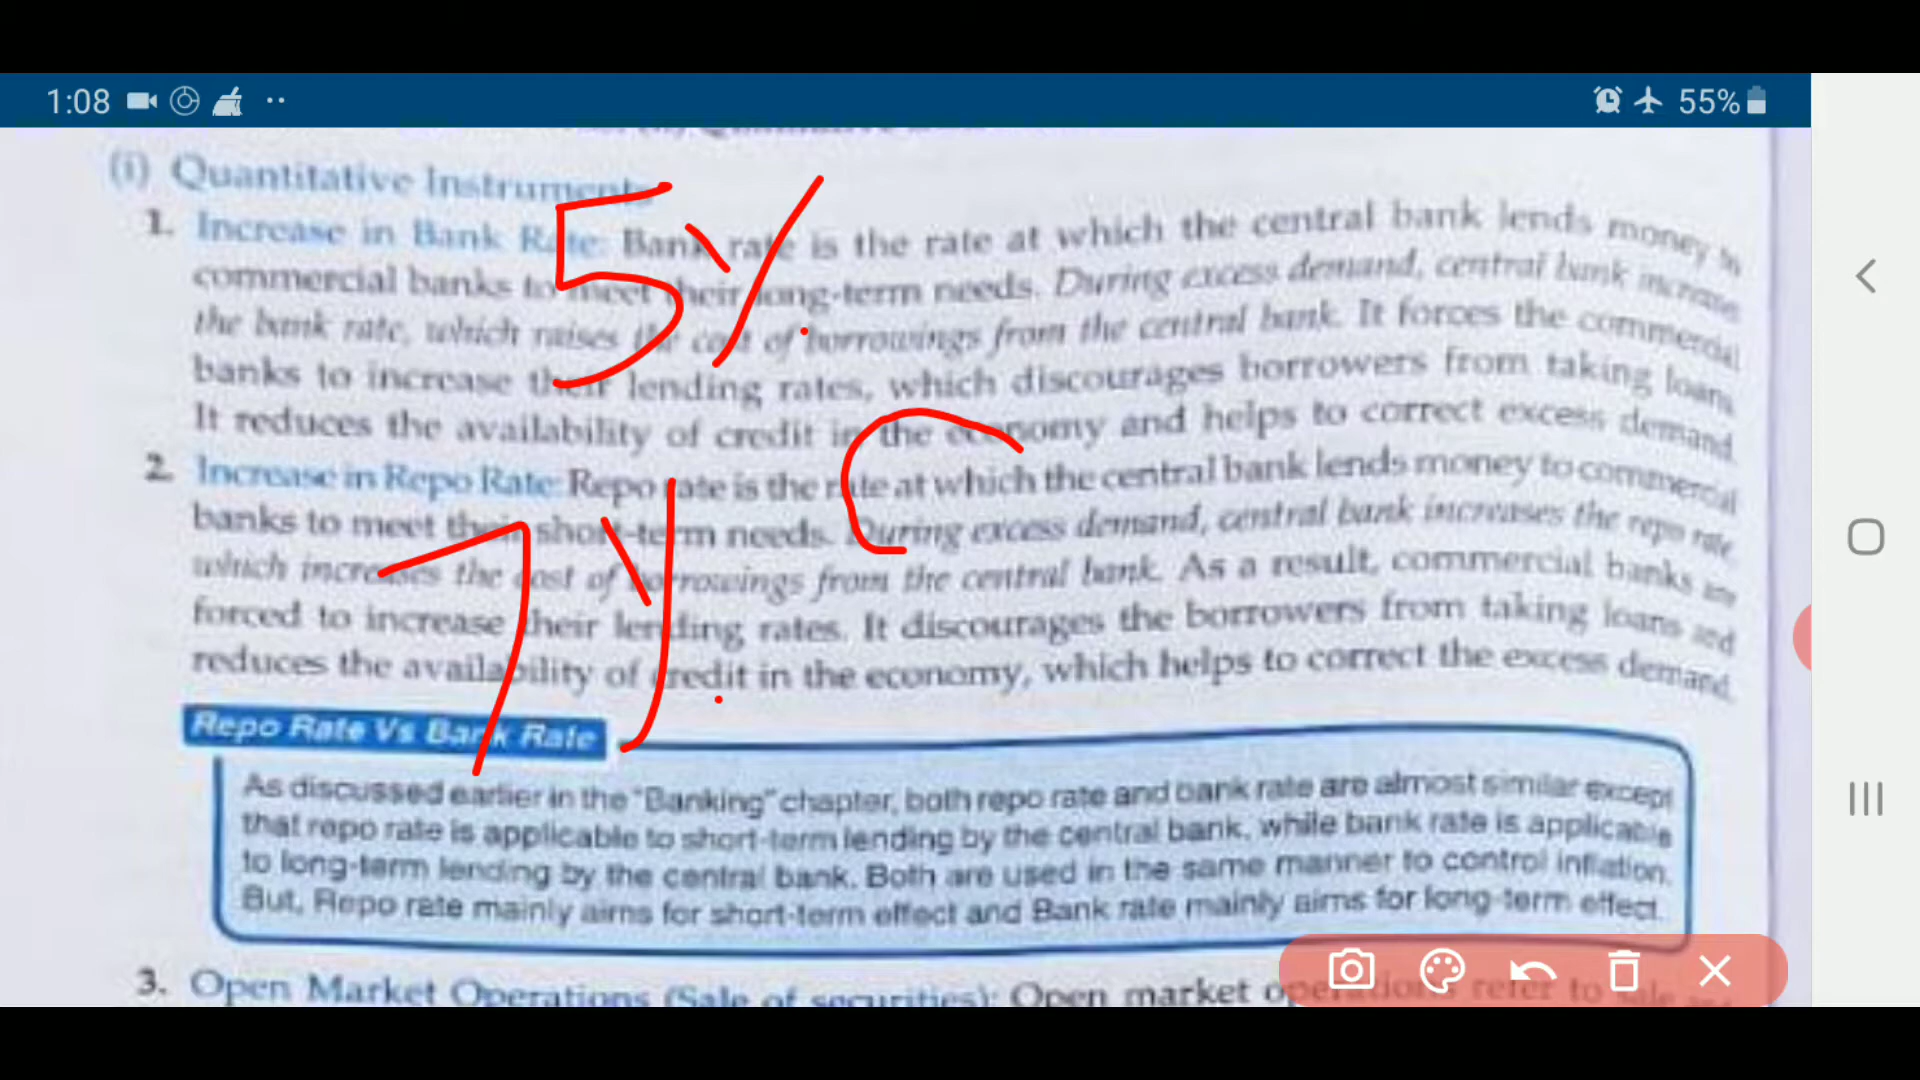 1:08 55%
(i) Quantitative Instruments
1. Increase in Bank Rate: Bank rate is the rate at which the central bank lends money to
commercial banks to meet their long-term needs. During excess demand, central bank increases
the bank rate, which raises the cost of borrowings from the central bank. It forces the commercial
banks to increase their lending rates, which discourages borrowers from taking loans.
It reduces the availability of credit in the economy and helps to correct excess demand.
2. Increase in Repo Rate: Repo rate is the rate at which the central bank lends money to commercial
banks to meet their short-term needs. During excess demand, central bank increases the repo rate,
which increases the cost of borrowings from the central bank. As a result, commercial banks are
forced to increase their lending rates. It discourages the borrowers from taking loans and
reduces the availability of credit in the economy, which helps to correct the excess demand.
Repo Rate Vs Bank Rate
As discussed earlier in the "Banking" chapter, both repo rate and bank rate are almost similar except
that repo rate is applicable to short-term lending by the central bank, while bank rate is applicable
to long-term lending by the central bank. Both are used in the same manner to control inflation.
But, Repo rate mainly aims for short-term effect and Bank rate mainly aims for long-term effect.
3. Open Market Operations (Sale of securities): Open market operations refer to sale and
5%
7%